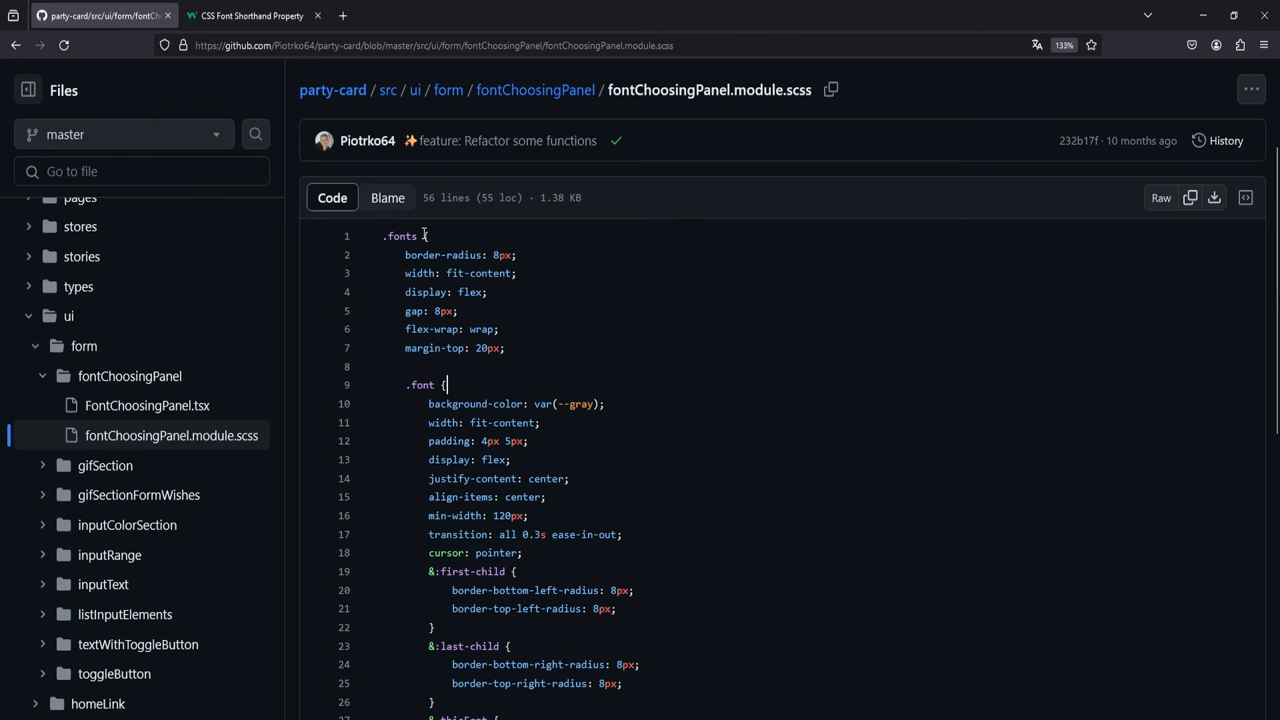 party-card/src/ui/form/fontCho
CSS Font Shorthand Property
https://github.com/Piotrko64/party-card/blob/master/src/ui/form/fontChoosingPanel/fontChoosingPanel.module.scss
133%
Files
party-card / src / ui / form / fontChoosingPanel / fontChoosingPanel.module.scss
master
Piotrko64 ✨feature: Refactor some functions
232b17f · 10 months ago
History
Go to file
Code
Blame
56 lines (55 loc) · 1.38 KB
Raw
pages
stores
stories
types
ui
form
fontChoosingPanel
FontChoosingPanel.tsx
fontChoosingPanel.module.scss
gifSection
gifSectionFormWishes
inputColorSection
inputRange
inputText
listInputElements
textWithToggleButton
toggleButton
homeLink
1 .fonts {
2 border-radius: 8px;
3 width: fit-content;
4 display: flex;
5 gap: 8px;
6 flex-wrap: wrap;
7 margin-top: 20px;
8
9 .font {
10 background-color: var(--gray);
11 width: fit-content;
12 padding: 4px 5px;
13 display: flex;
14 justify-content: center;
15 align-items: center;
16 min-width: 120px;
17 transition: all 0.3s ease-in-out;
18 cursor: pointer;
19 &:first-child {
20 border-bottom-left-radius: 8px;
21 border-top-left-radius: 8px;
22 }
23 &:last-child {
24 border-bottom-right-radius: 8px;
25 border-top-right-radius: 8px;
26 }